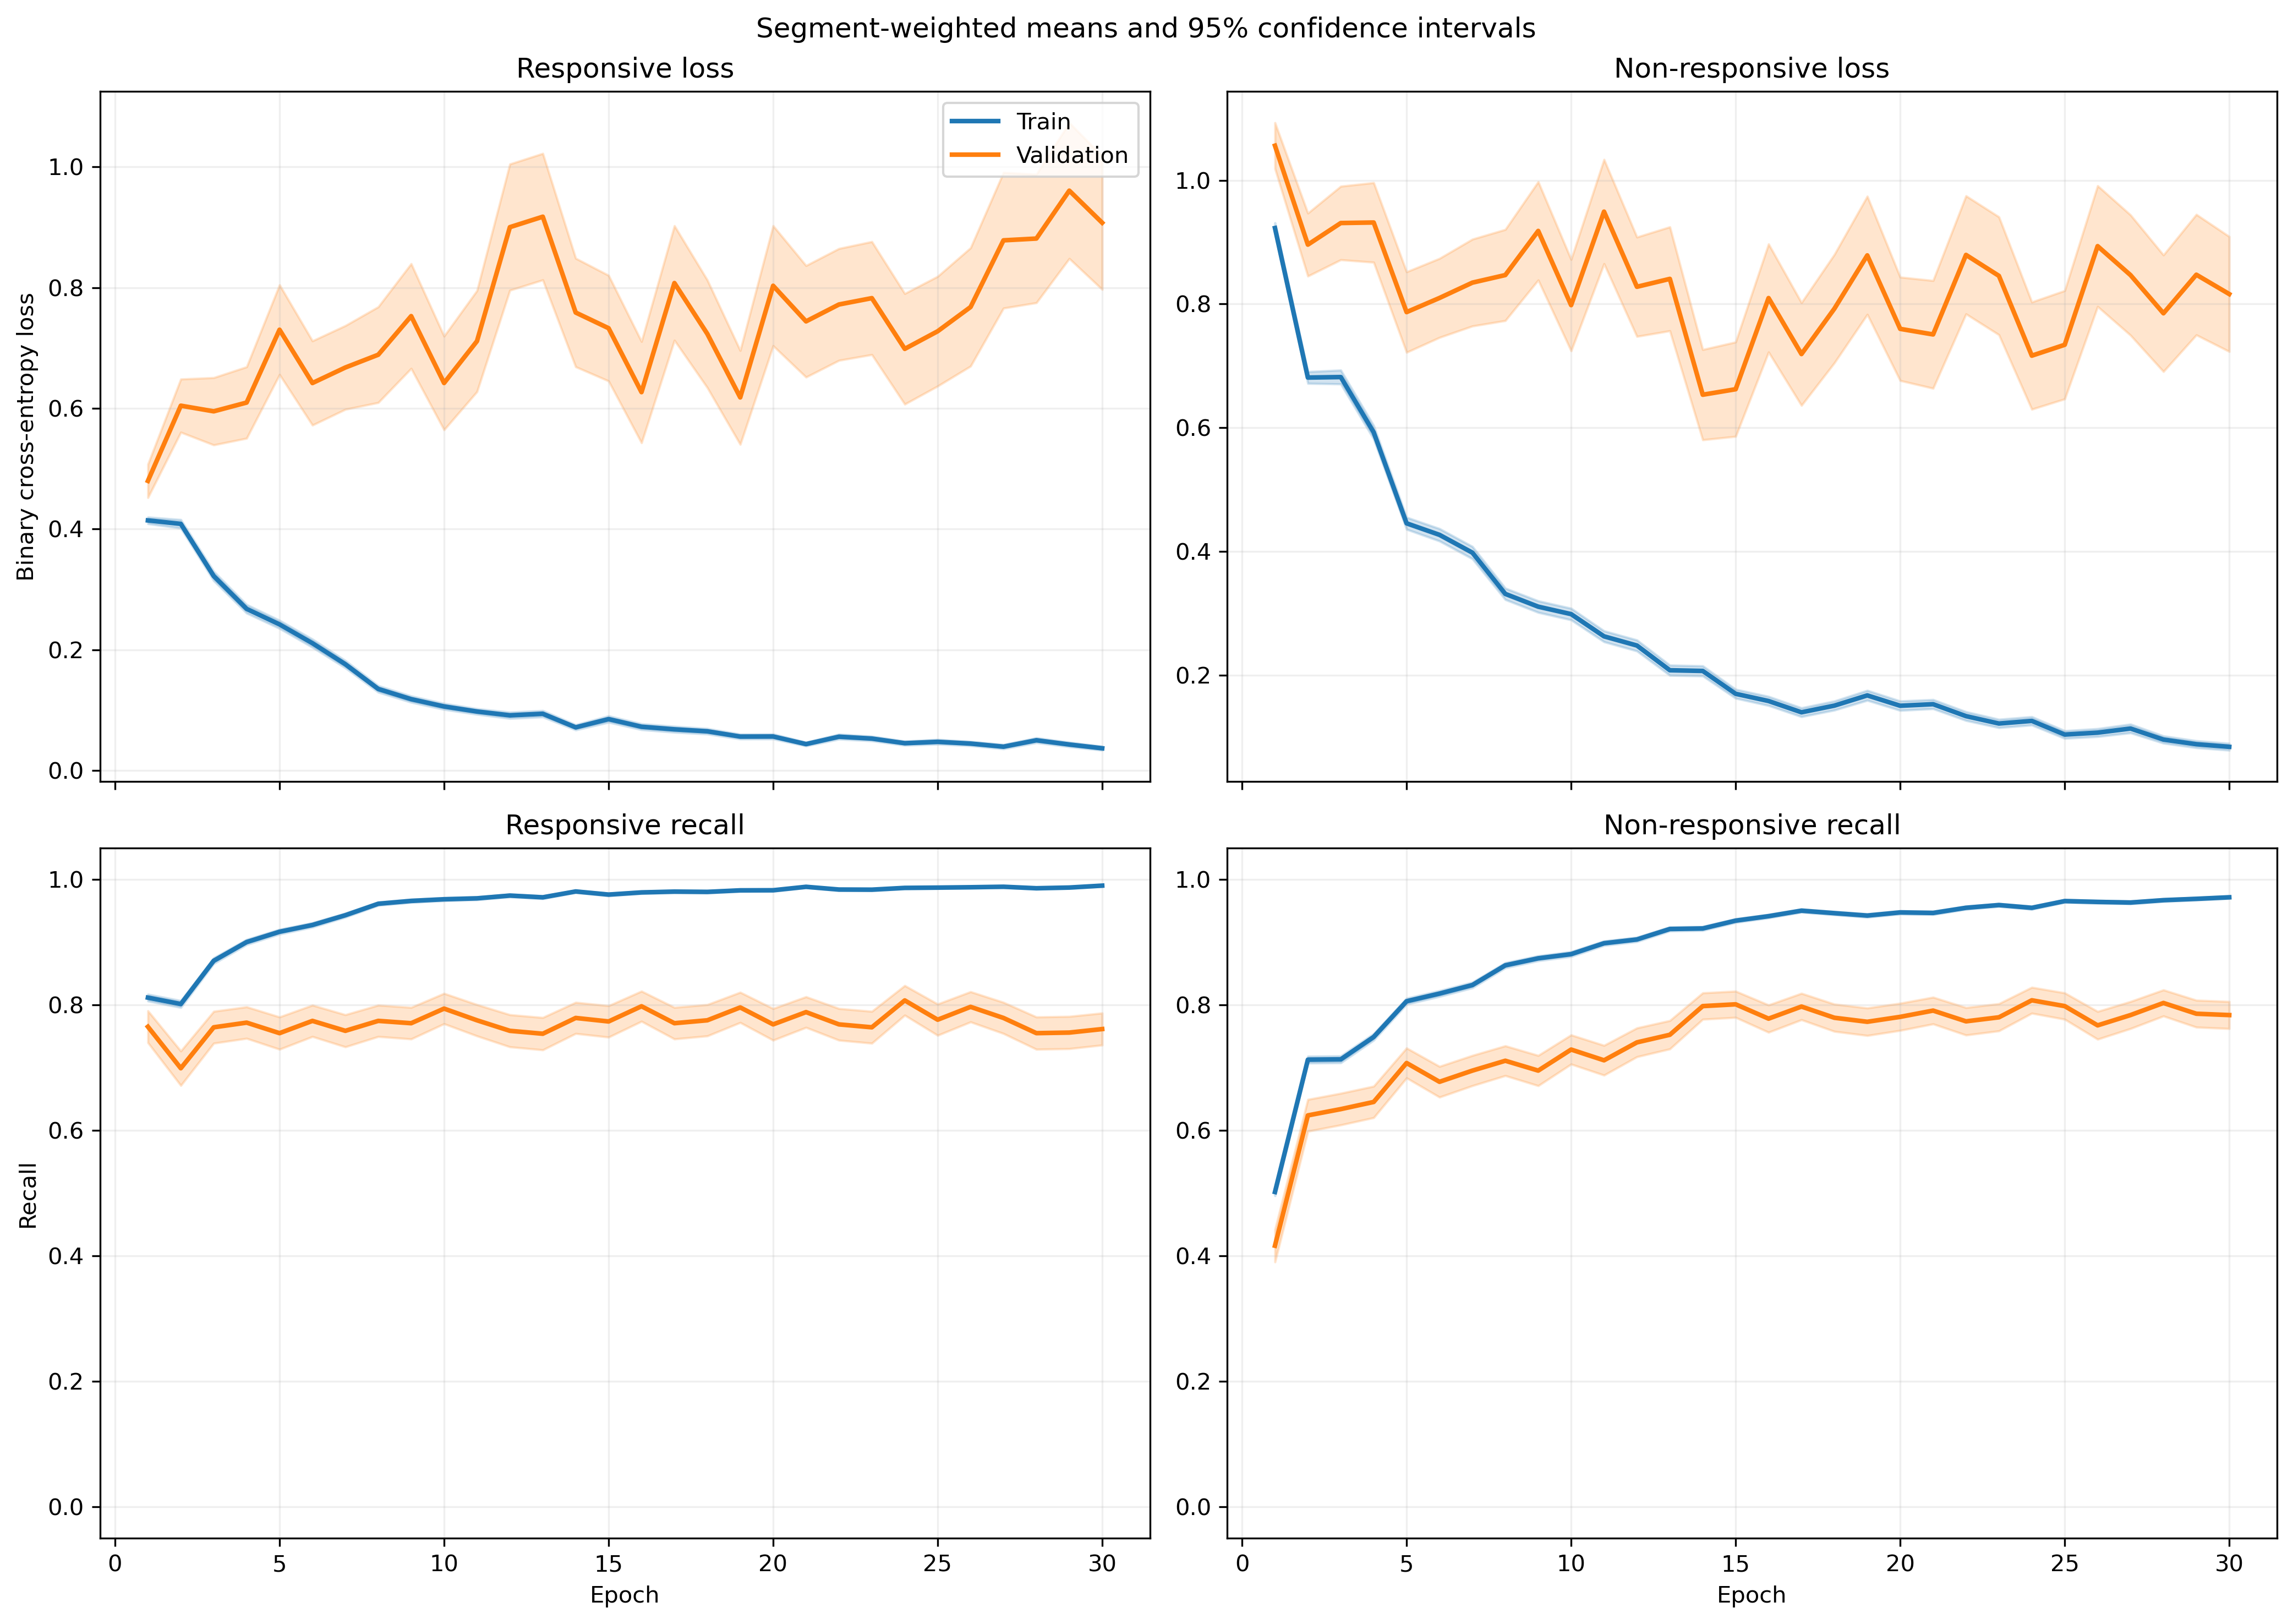 Segment-weighted means and 95% confidence intervals
Responsive loss
Non-responsive loss
Train
Validation
Binary cross-entropy loss
1.0
0.8
0.6
0.4
0.2
0.0
1.0
0.8
0.6
0.4
0.2
Responsive recall
Non-responsive recall
Recall
1.0
0.8
0.6
0.4
0.2
0.0
1.0
0.8
0.6
0.4
0.2
0.0
0 5 10 15 20 25 30
0 5 10 15 20 25 30
Epoch
Epoch